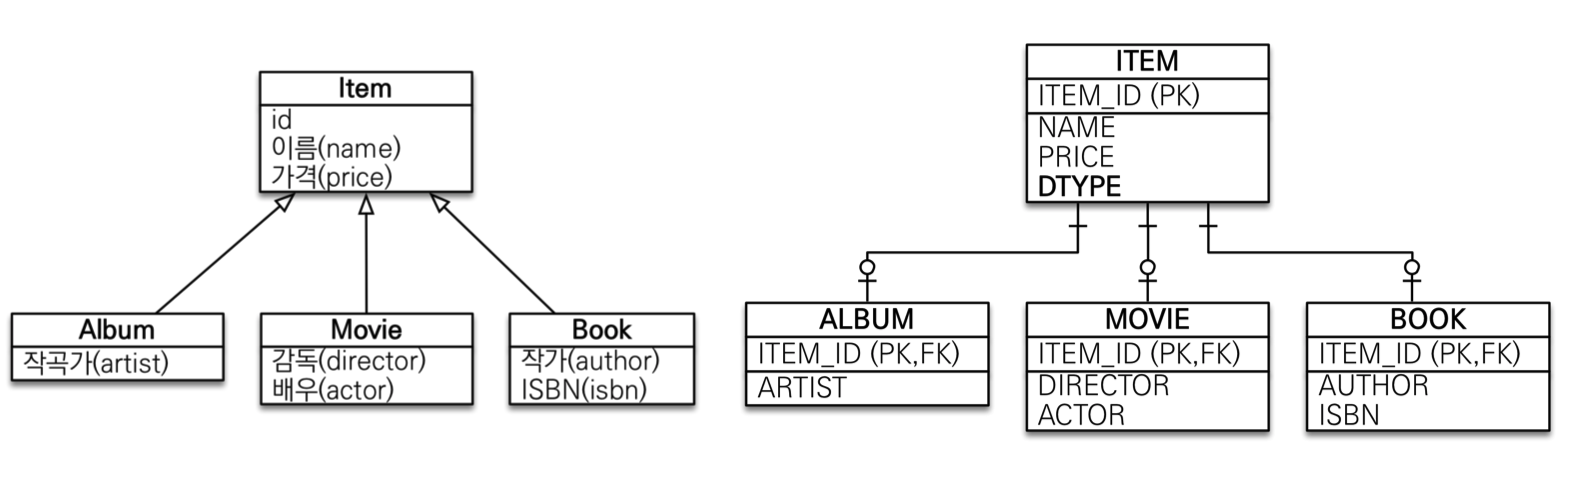 Item
id
이름(name)
가격(price)
Album
작곡가(artist)
Movie
감독(director)
배우(actor)
Book
작가(author)
ISBN(isbn)
ITEM
ITEM_ID (PK)
NAME
PRICE
DTYPE
ALBUM
ITEM_ID (PK,FK)
ARTIST
MOVIE
ITEM_ID (PK,FK)
DIRECTOR
ACTOR
BOOK
ITEM_ID (PK,FK)
AUTHOR
ISBN